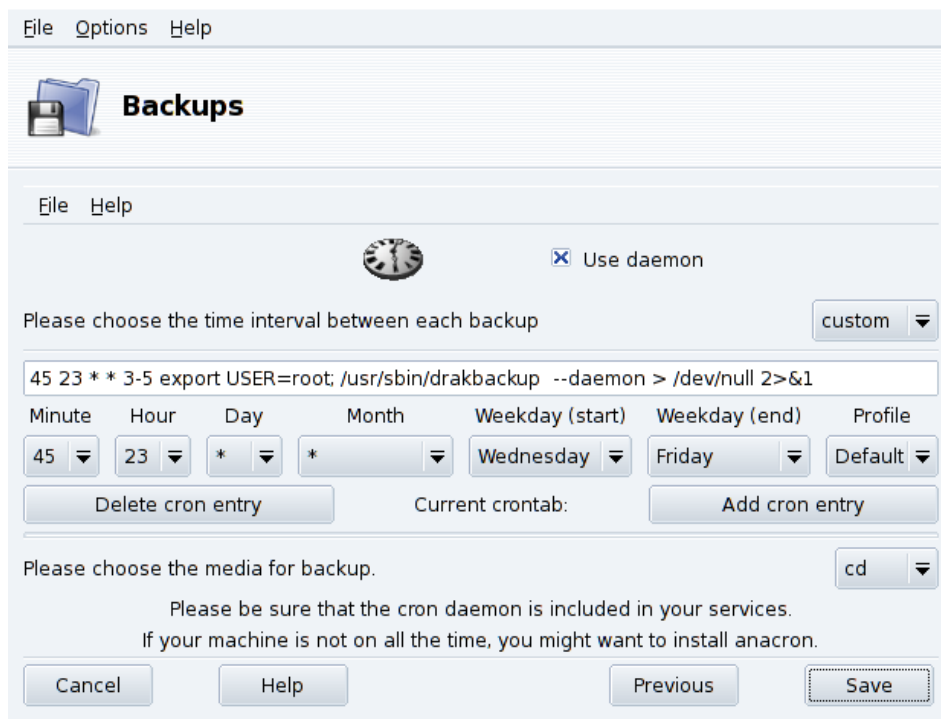 File Options Help
Backups
File Help
Use daemon
Please choose the time interval between each backup custom
45 23 * * 3-5 export USER=root; /usr/sbin/drakbackup  --daemon > /dev/null 2>&1
Minute Hour Day Month Weekday (start) Weekday (end) Profile
45 23 * * Wednesday Friday Default
Delete cron entry Current crontab: Add cron entry
Please choose the media for backup. cd
Please be sure that the cron daemon is included in your services.
If your machine is not on all the time, you might want to install anacron.
Cancel Help Previous Save